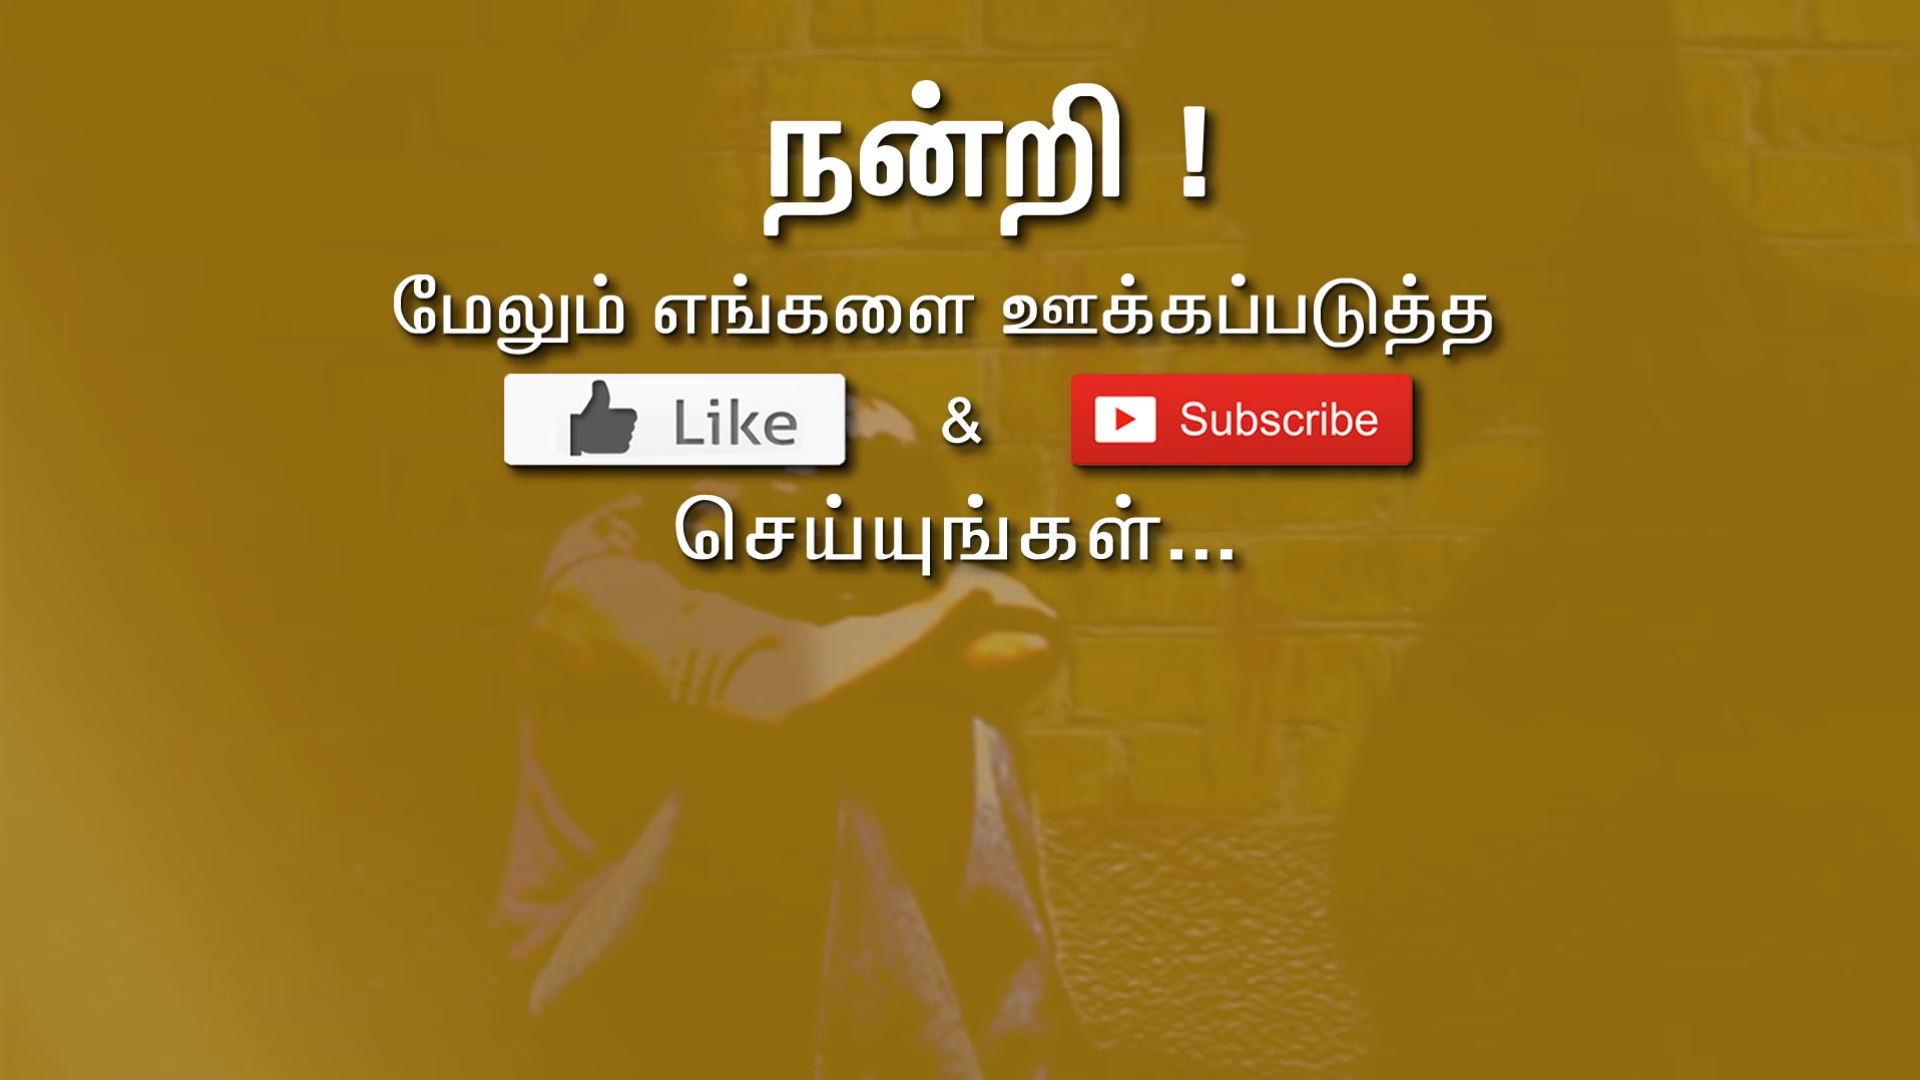 நன்றி !
மேலும் எங்களை ஊக்கப்படுத்த
Like & Subscribe
செய்யுங்கள்...